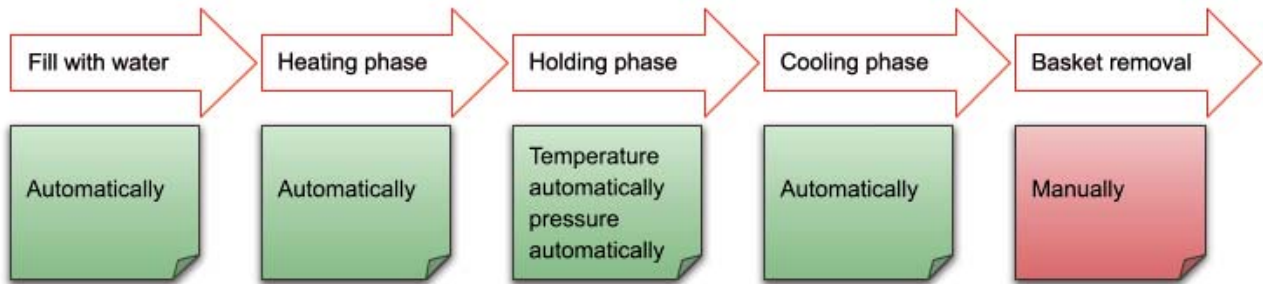 Fill with water
Heating phase
Holding phase
Cooling phase
Basket removal
Automatically
Automatically
Temperature
automatically
pressure
automatically
Automatically
Manually